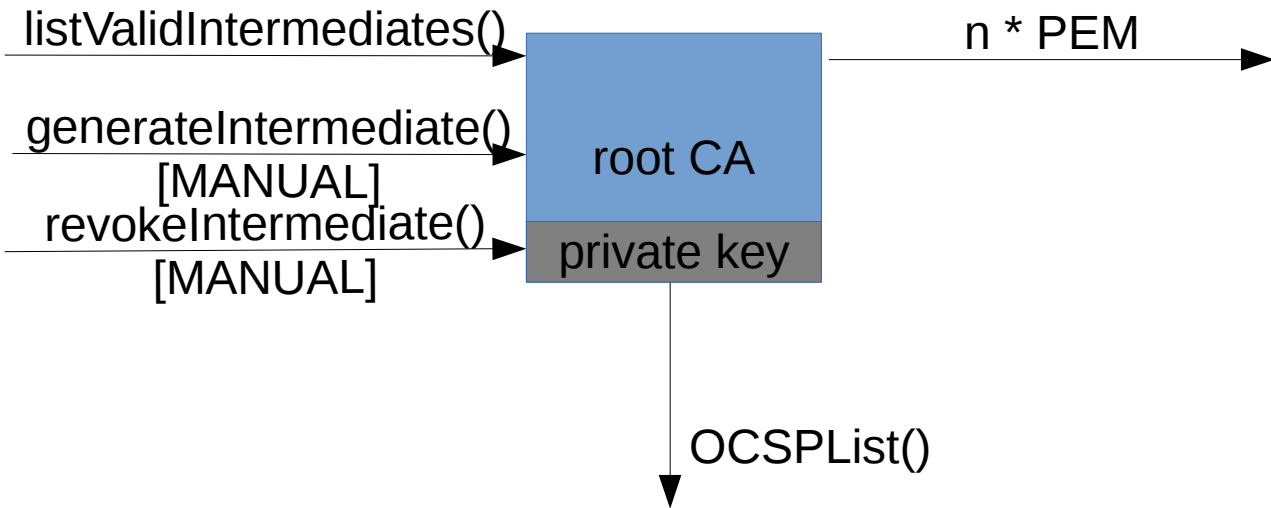 listValidIntermediates()
n * PEM
generateIntermediate()
[MANUAL]
root CA
revokeIntermediate()
[MANUAL]
private key
OCSPList()